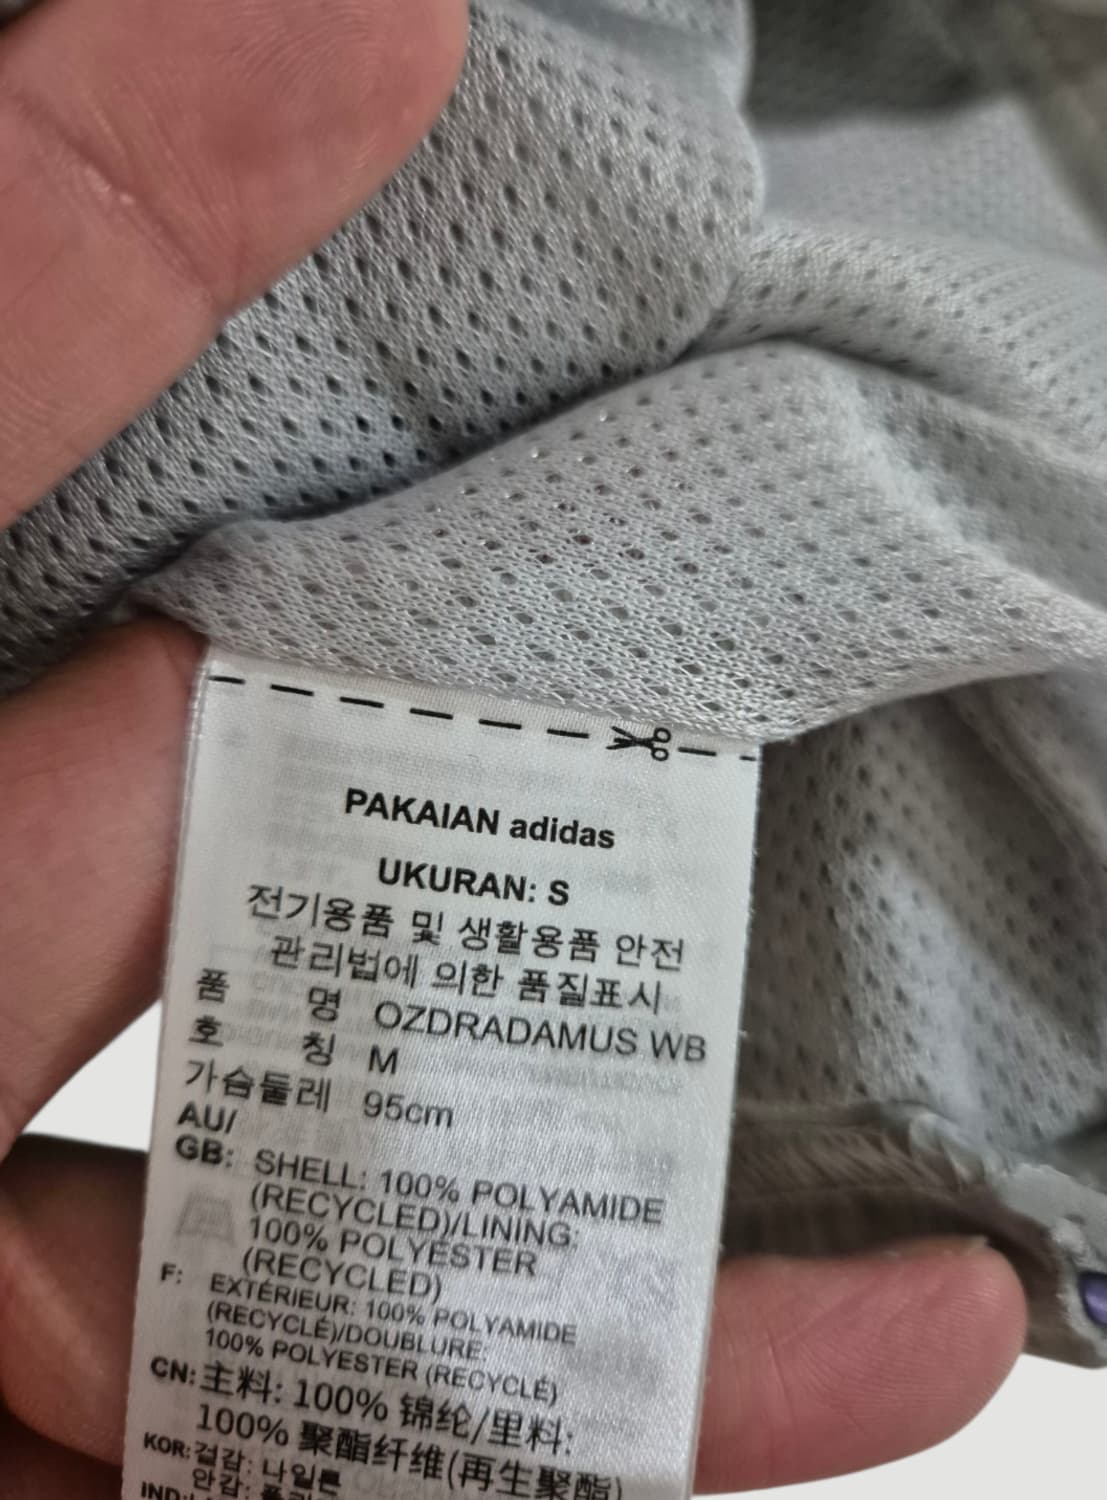 PAKAIAN adidas
UKURAN: S
전기용품 및 생활용품 안전
관리법에 의한 품질표시
품 명 OZDRADAMUS WB
호 칭 M
가슴둘레 95cm
AU/
GB: SHELL: 100% POLYAMIDE
(RECYCLED)/LINING:
100% POLYESTER
(RECYCLED)
F: EXTÉRIEUR: 100% POLYAMIDE
(RECYCLÉ)/DOUBLURE:
100% POLYESTER (RECYCLÉ)
CN: 主料: 100% 锦纶/里料:
100% 聚酯纤维(再生聚酯)
KOR: 겉감: 나일론
안감:
IND: